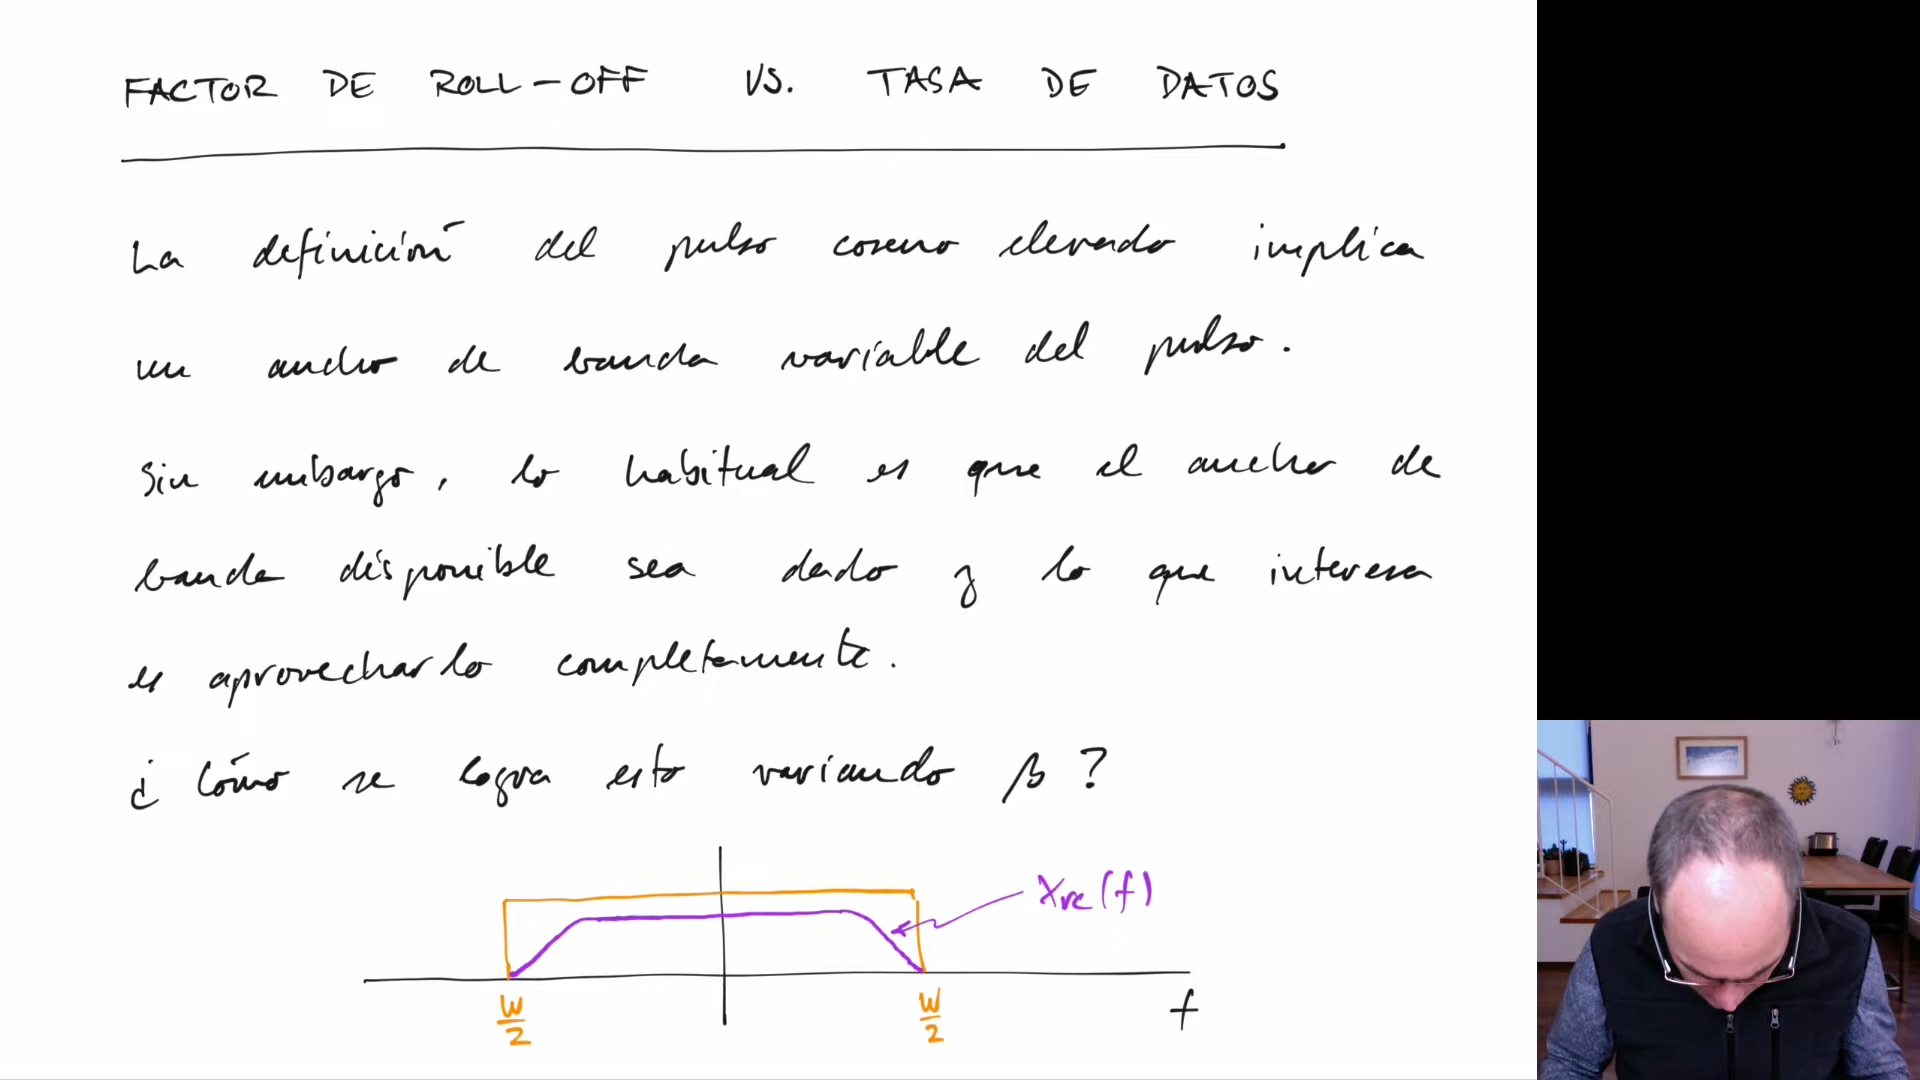 FACTOR DE ROLL-OFF VS. TASA DE DATOS
La definición del pulso coseno elevado implica
un ancho de banda variable del pulso.
Sin embargo, lo habitual es que el ancho de
banda disponible sea dado y lo que interesa
es aprovecharlo completamente.
¿Cómo se logra esto variando β?
Xrc(f)
W/2
W/2
f